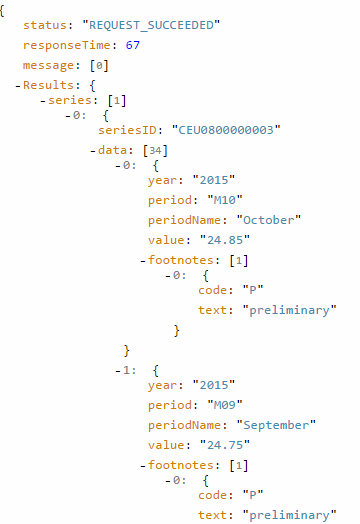 {
status: "REQUEST_SUCCEEDED"
responseTime: 67
message: [0]
-Results: {
-series: [1]
-0: {
seriesID: "CEU0800000003"
-data: [34]
-0: {
year: "2015"
period: "M10"
periodName: "October"
value: "24.85"
-footnotes: [1]
-0: {
code: "P"
text: "preliminary"
}
}
-1: {
year: "2015"
period: "M09"
periodName: "September"
value: "24.75"
-footnotes: [1]
-0: {
code: "P"
text: "preliminary"